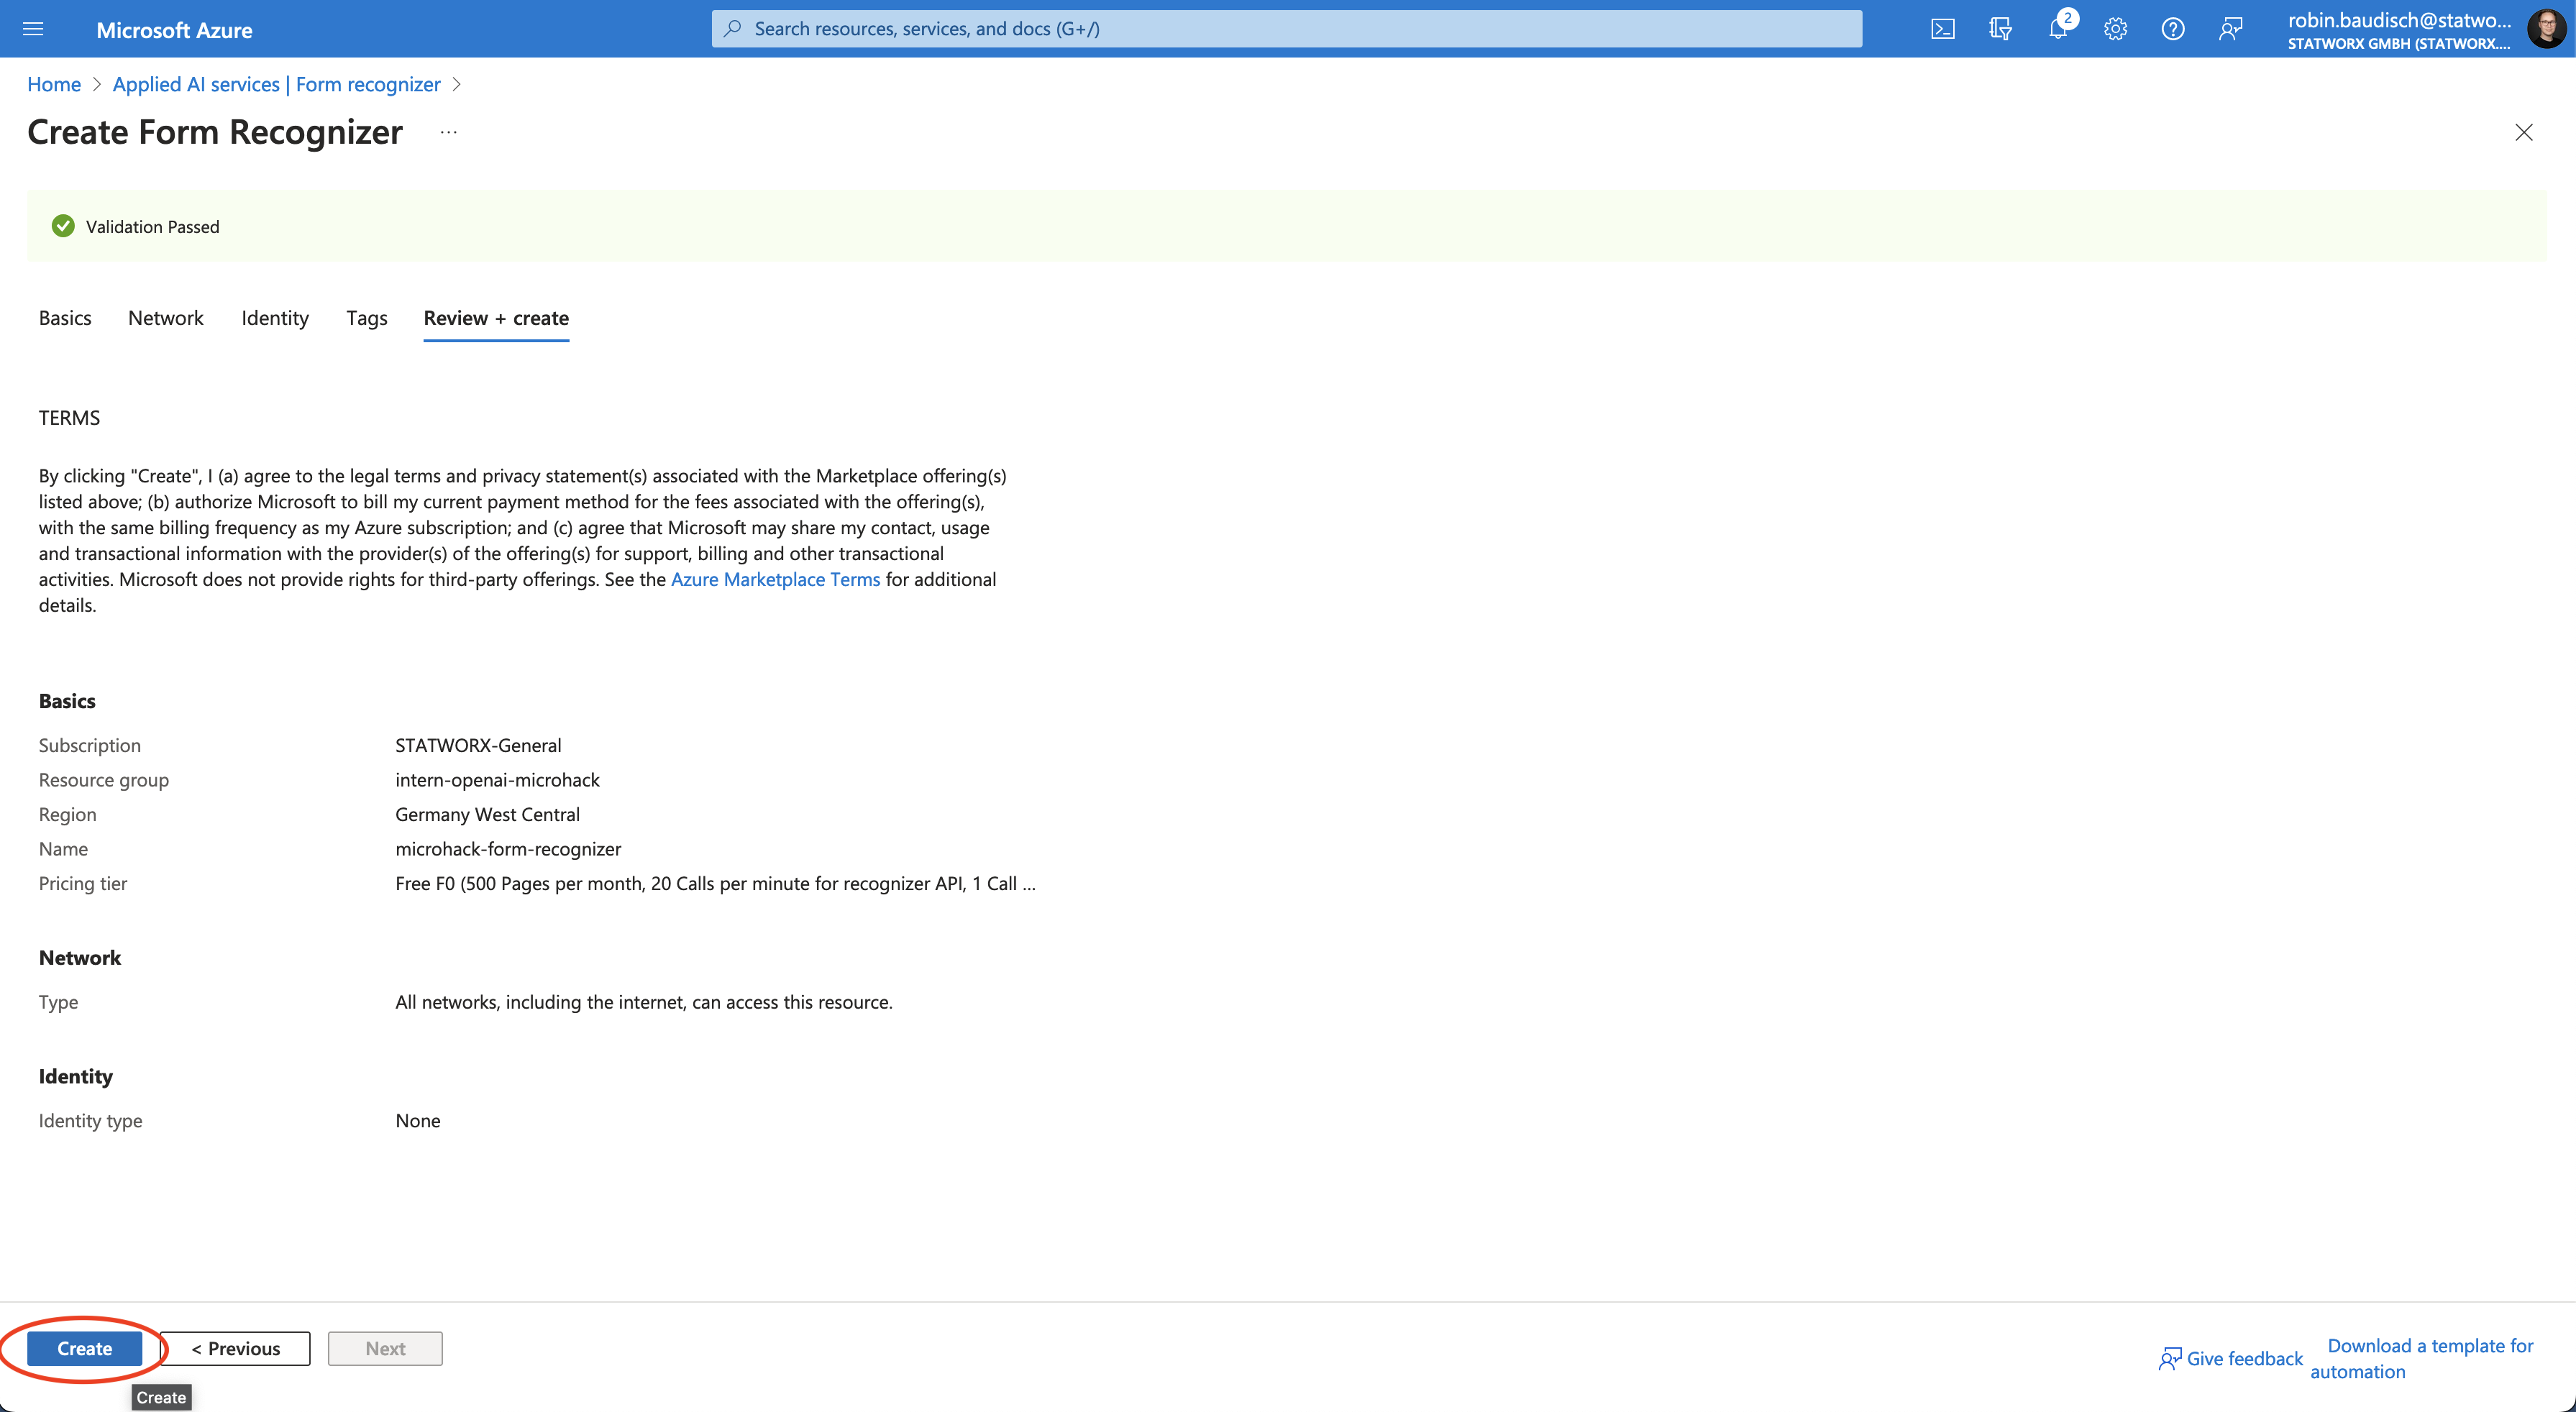 Microsoft Azure
Search resources, services, and docs (G+/)
2
robin.baudisch@statwo...
STATWORX GMBH (STATWORX....
Home > Applied AI services | Form recognizer >
Create Form Recognizer ...
Validation Passed
Basics Network Identity Tags Review + create
TERMS
By clicking "Create", I (a) agree to the legal terms and privacy statement(s) associated with the Marketplace offering(s)
listed above; (b) authorize Microsoft to bill my current payment method for the fees associated with the offering(s),
with the same billing frequency as my Azure subscription; and (c) agree that Microsoft may share my contact, usage
and transactional information with the provider(s) of the offering(s) for support, billing and other transactional
activities. Microsoft does not provide rights for third-party offerings. See the Azure Marketplace Terms for additional
details.
Basics
Subscription STATWORX-General
Resource group intern-openai-microhack
Region Germany West Central
Name microhack-form-recognizer
Pricing tier Free F0 (500 Pages per month, 20 Calls per minute for recognizer API, 1 Call ...
Network
Type All networks, including the internet, can access this resource.
Identity
Identity type None
Create < Previous Next
Create
Give feedback
Download a template for
automation